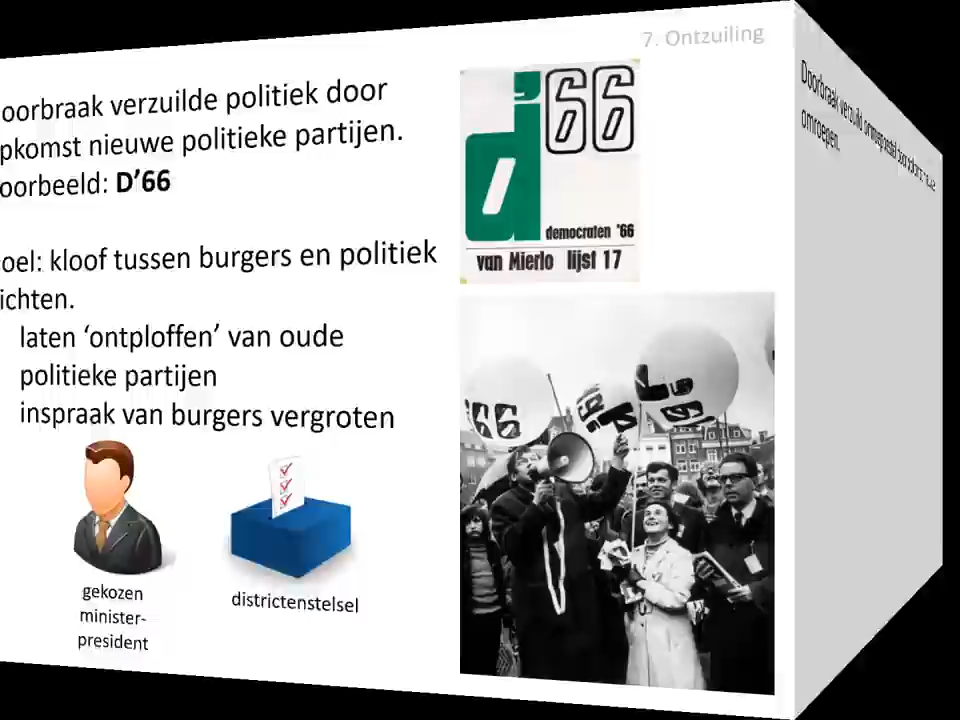 7. Ontzuiling
oorbraak verzuilde politiek door
pkomst nieuwe politieke partijen.
oorbeeld: D’66
oel: kloof tussen burgers en politiek
ichten.
laten ‘ontploffen’ van oude
politieke partijen
inspraak van burgers vergroten
gekozen
minister-
president
districtenstelsel
d'66
democraten '66
van Mierlo lijst 17
'66
Doorbraak verzuild omroepbestel door
omroepen.